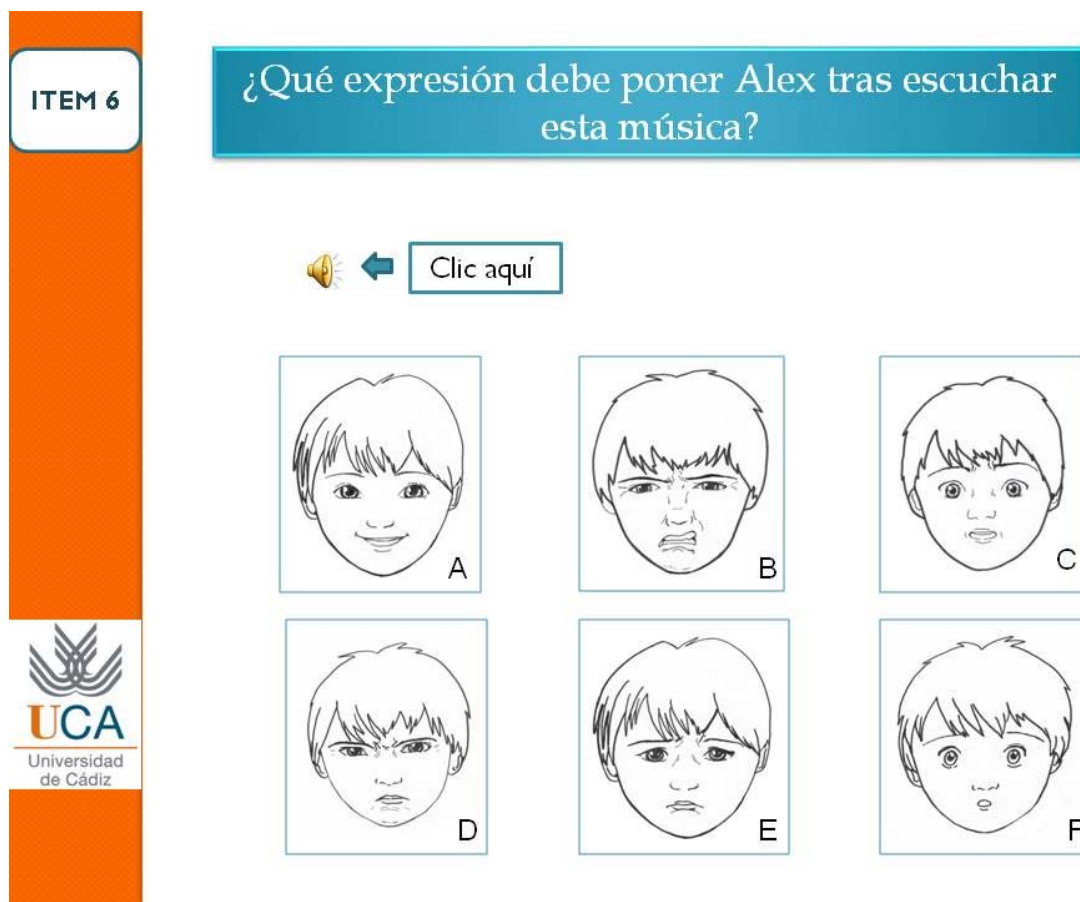 ITEM 6
¿Qué expresión debe poner Alex tras escuchar
esta música?
Clic aquí
A
B
C
D
E
F
UCA
Universidad
de Cádiz